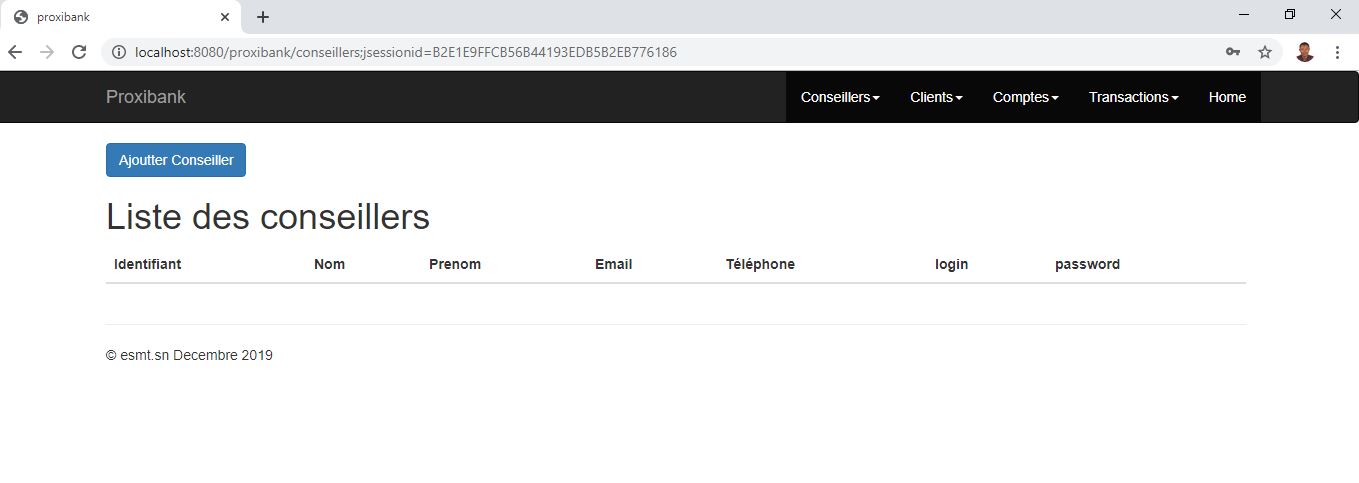 proxibank
localhost:8080/proxibank/conseillers;jsessionid=B2E1E9FFCB56B44193EDB5B2EB776186
Proxibank Conseillers Clients Comptes Transactions Home
Ajoutter Conseiller
Liste des conseillers
Identifiant Nom Prenom Email Téléphone login password
© esmt.sn Decembre 2019